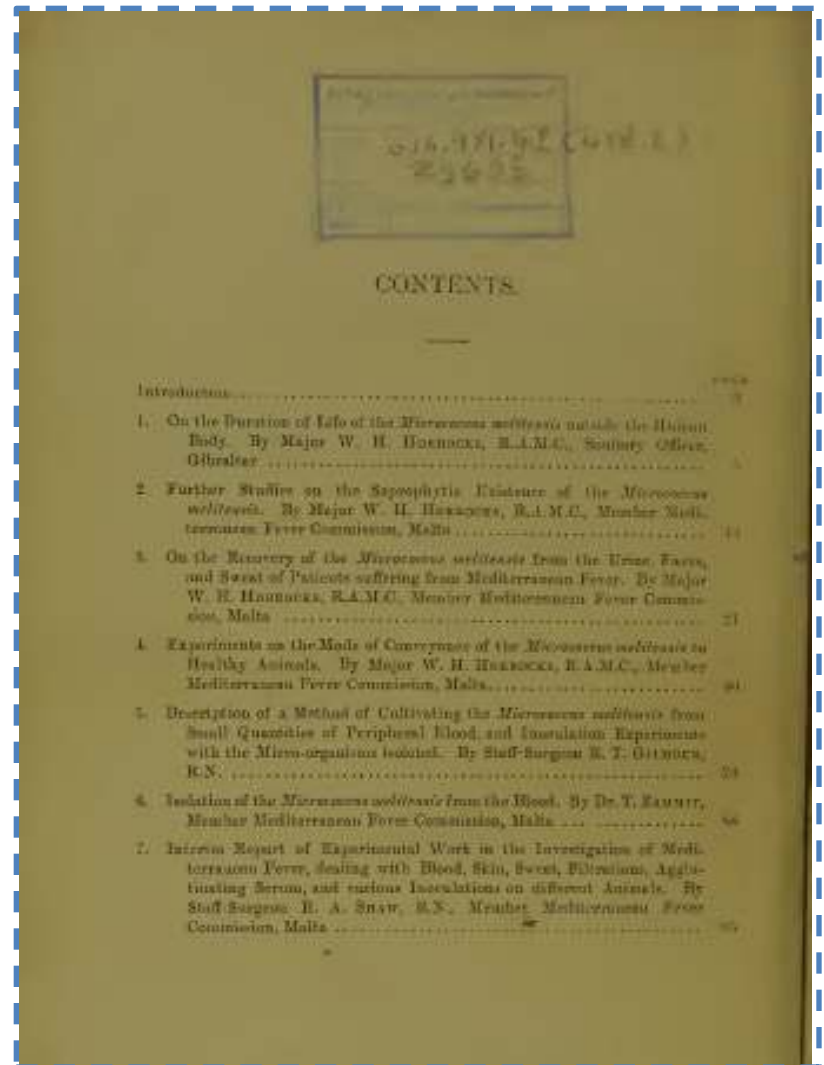 CONTENTS.
PAGE
Introduction
1. On the Duration of Life of the Micrococcus melitensis outside the Human
Body. By Major W. H. HORROCKS, R.A.M.C., Sanitary Officer,
Gibraltar
2. Further Studies on the Saprophytic Existence of the Micrococcus
melitensis. By Major W. H. HORROCKS, R.A.M.C., Member Medi-
terranean Fever Commission, Malta
3. On the Recovery of the Micrococcus melitensis from the Urine, Fæces,
and Sweat of Patients suffering from Mediterranean Fever. By Major
W. H. HORROCKS, R.A.M.C., Member Mediterranean Fever Commis-
sion, Malta 21
4. Experiments on the Mode of Conveyance of the Micrococcus melitensis to
Healthy Animals. By Major W. H. HORROCKS, R.A.M.C., Member
Mediterranean Fever Commission, Malta
5. Description of a Method of Cultivating the Micrococcus melitensis from
Small Quantities of Peripheral Blood, and Inoculation Experiments
with the Micro-organisms isolated. By Staff-Surgeon R. T. GILMOUR,
R.N.
6. Isolation of the Micrococcus melitensis from the Blood. By Dr. T. ZAMMIT,
Member Mediterranean Fever Commission, Malta
7. Interim Report of Experimental Work in the Investigation of Medi-
terranean Fever, dealing with Blood, Skin, Sweat, Filtrations, Agglu-
tinating Serum, and various Inoculations on different Animals. By
Staff-Surgeon E. A. SHAW, R.N., Member Mediterranean Fever
Commission, Malta